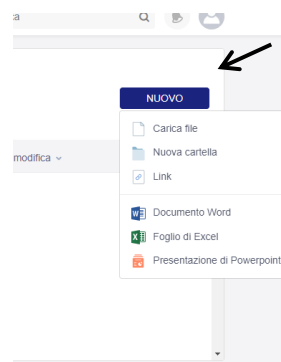 ca
NUOVO
Carica file
modifica
Nuova cartella
Link
Documento Word
Foglio di Excel
Presentazione di Powerpoint